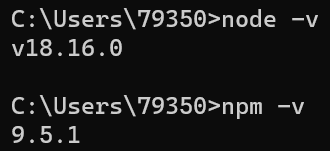 C:\Users\79350>node -v
v18.16.0
C:\Users\79350>npm -v
9.5.1